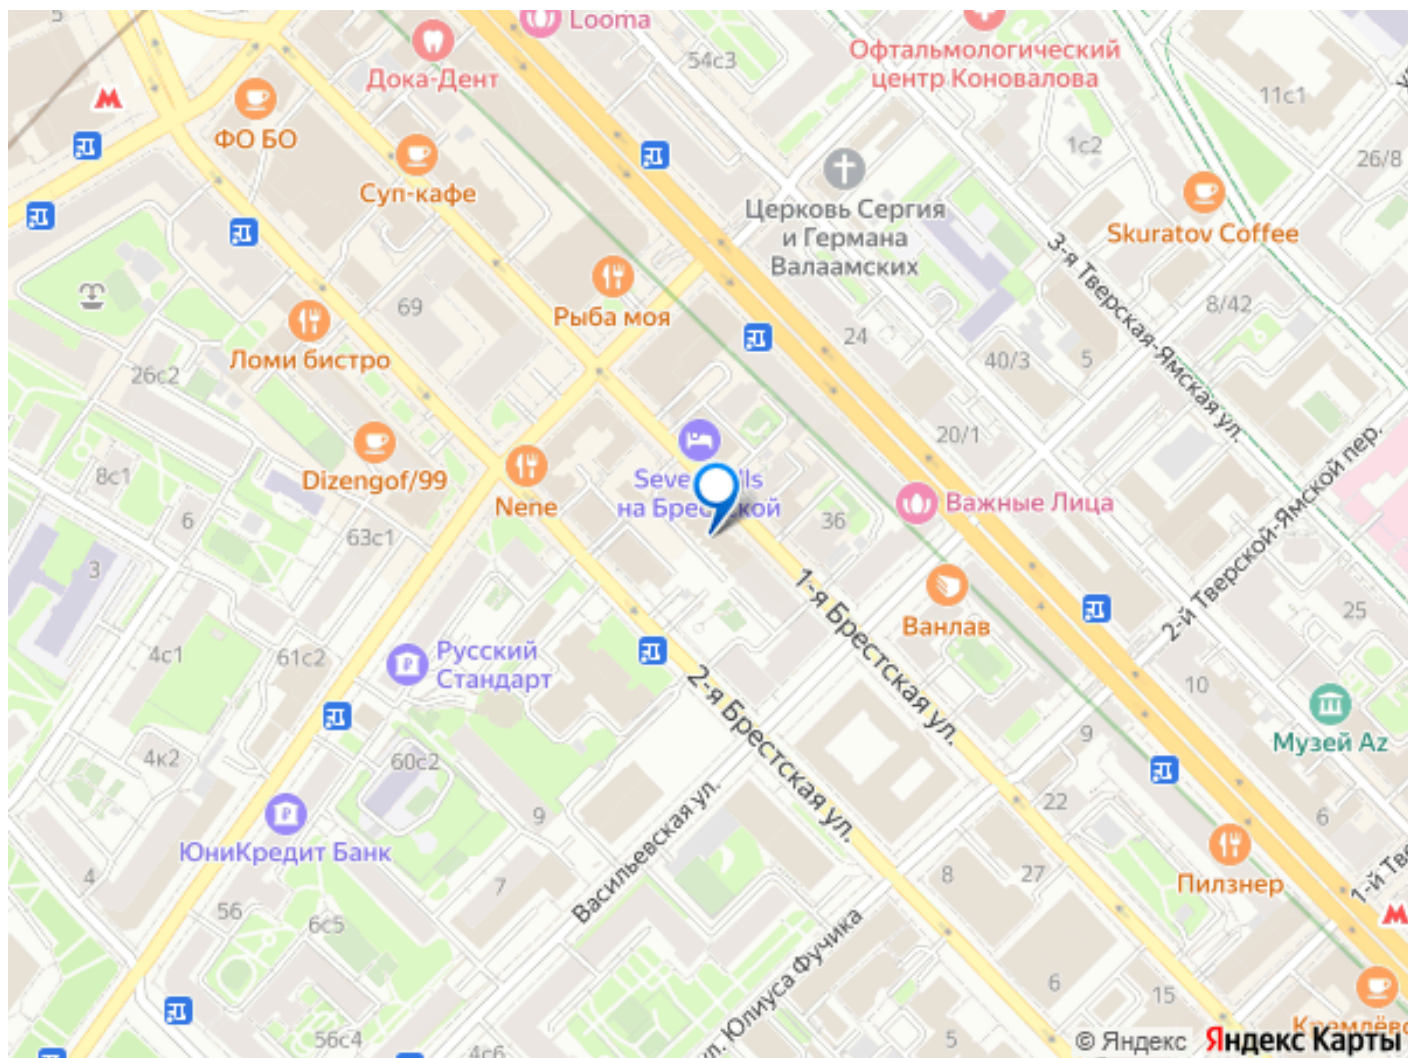 Looma
Дока-Дент
54с3
Офтальмологический
центр Коновалова
11с1
ФО БО
1с2
26/8
Суп-кафе
Церковь Сергия
и Германа
Валаамских
Skuratov Coffee
3-я Тверская-Ямская ул.
69
Рыба моя
8/42
24
Ломи бистро
26с2
40/3
5
20/1
2-й Тверской-Ямской пер.
8с1
Dizengof/99
Nene
на Брестской
36
Важные Лица
6
63с1
3
1-я Брестская ул.
Ванлав
25
4с1
61с2
Русский
Стандарт
2-я Брестская ул.
10
9
Музей Az
4к2
60с2
Васильевская ул.
22
9
6
ЮниКредит Банк
4
7
8
27
Пилзнер
56
6с5
ул. Юлиуса Фучика
6
15
56с4
4с6
5
© Яндекс
Яндекс Карты